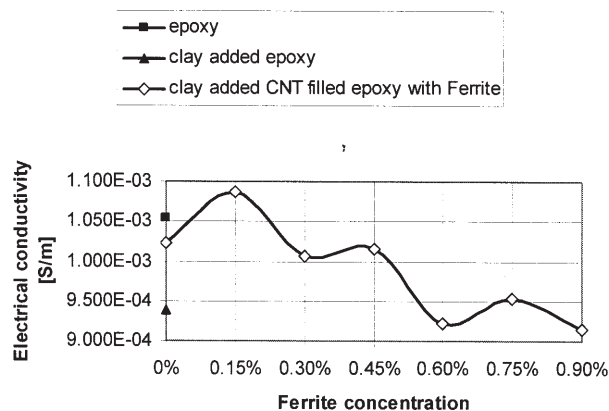 epoxy
clay added epoxy
clay added CNT filled epoxy with Ferrite
Electrical conductivity
[S/m]
1.100E-03
1.050E-03
1.000E-03
9.500E-04
9.000E-04
0% 0.15% 0.30% 0.45% 0.60% 0.75% 0.90%
Ferrite concentration